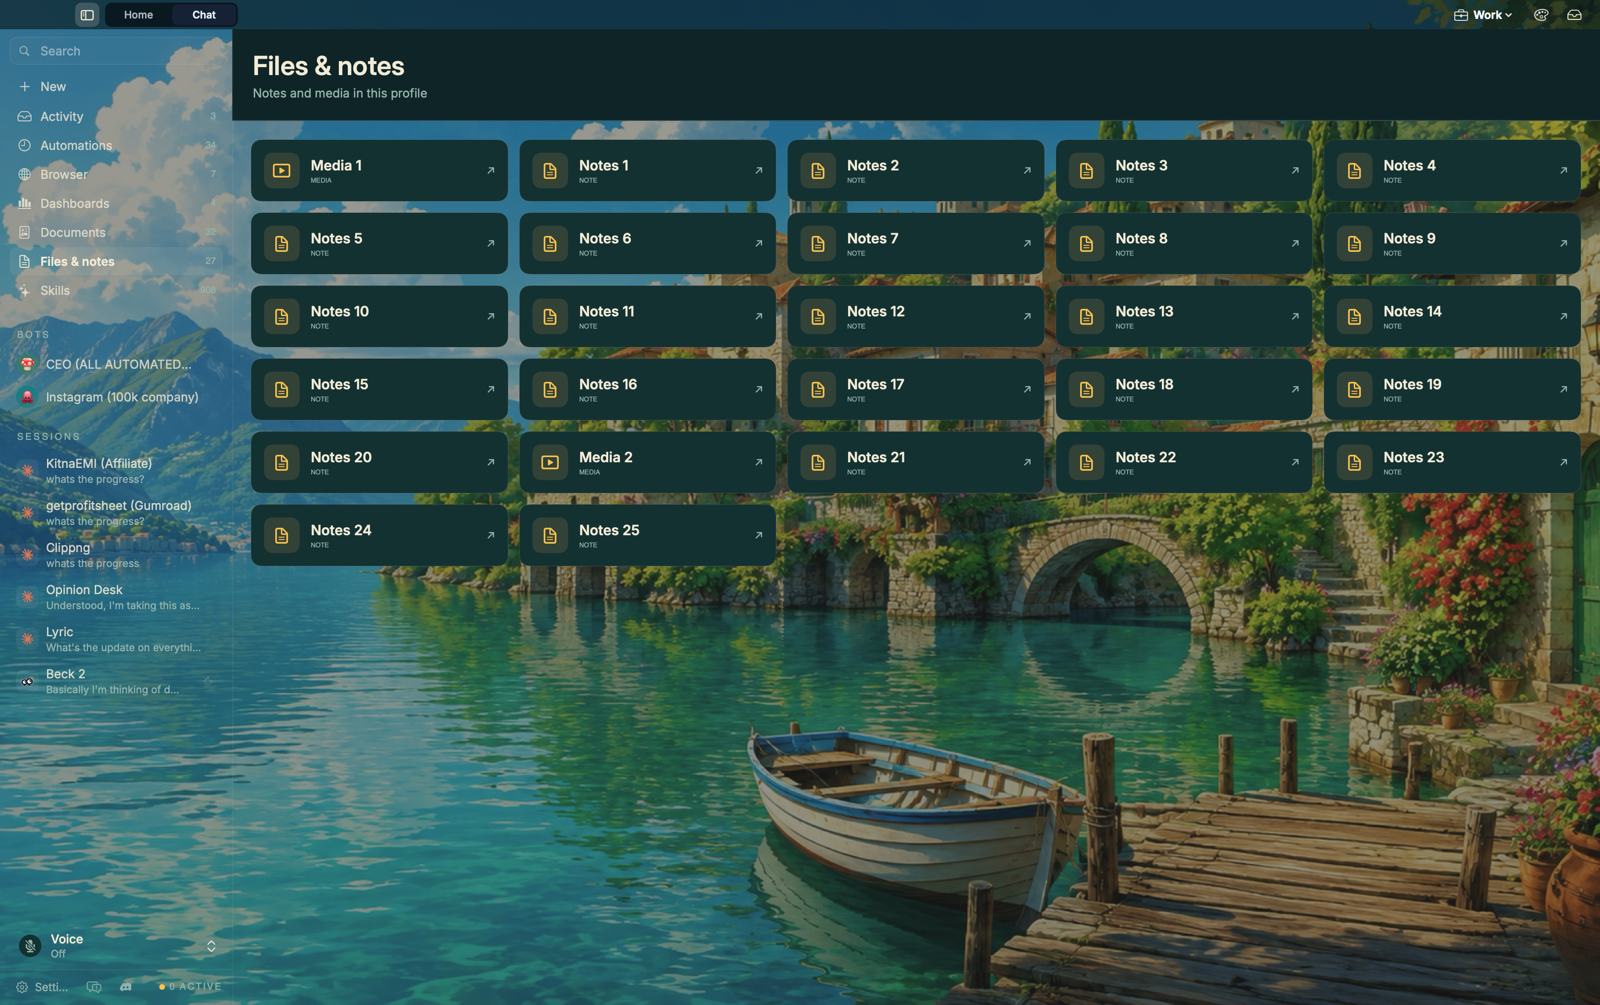 Home
Chat
Work
Search
New
Activity 3
Automations 34
Browser 7
Dashboards
Documents 32
Files & notes 27
Skills 908
BOTS
CEO (ALL AUTOMATED...
Instagram (100k company)
SESSIONS
KitnaEMI (Affiliate)
whats the progress?
getprofitsheet (Gumroad)
whats the progress?
Clippng
whats the progress
Opinion Desk
Understood, I'm taking this as...
Lyric
What's the update on everythi...
Beck 2
Basically I'm thinking of d...
Voice
Off
Setti...
0 ACTIVE
Files & notes
Notes and media in this profile
Media 1
MEDIA
Notes 1
NOTE
Notes 2
NOTE
Notes 3
NOTE
Notes 4
NOTE
Notes 5
NOTE
Notes 6
NOTE
Notes 7
NOTE
Notes 8
NOTE
Notes 9
NOTE
Notes 10
NOTE
Notes 11
NOTE
Notes 12
NOTE
Notes 13
NOTE
Notes 14
NOTE
Notes 15
NOTE
Notes 16
NOTE
Notes 17
NOTE
Notes 18
NOTE
Notes 19
NOTE
Notes 20
NOTE
Media 2
MEDIA
Notes 21
NOTE
Notes 22
NOTE
Notes 23
NOTE
Notes 24
NOTE
Notes 25
NOTE